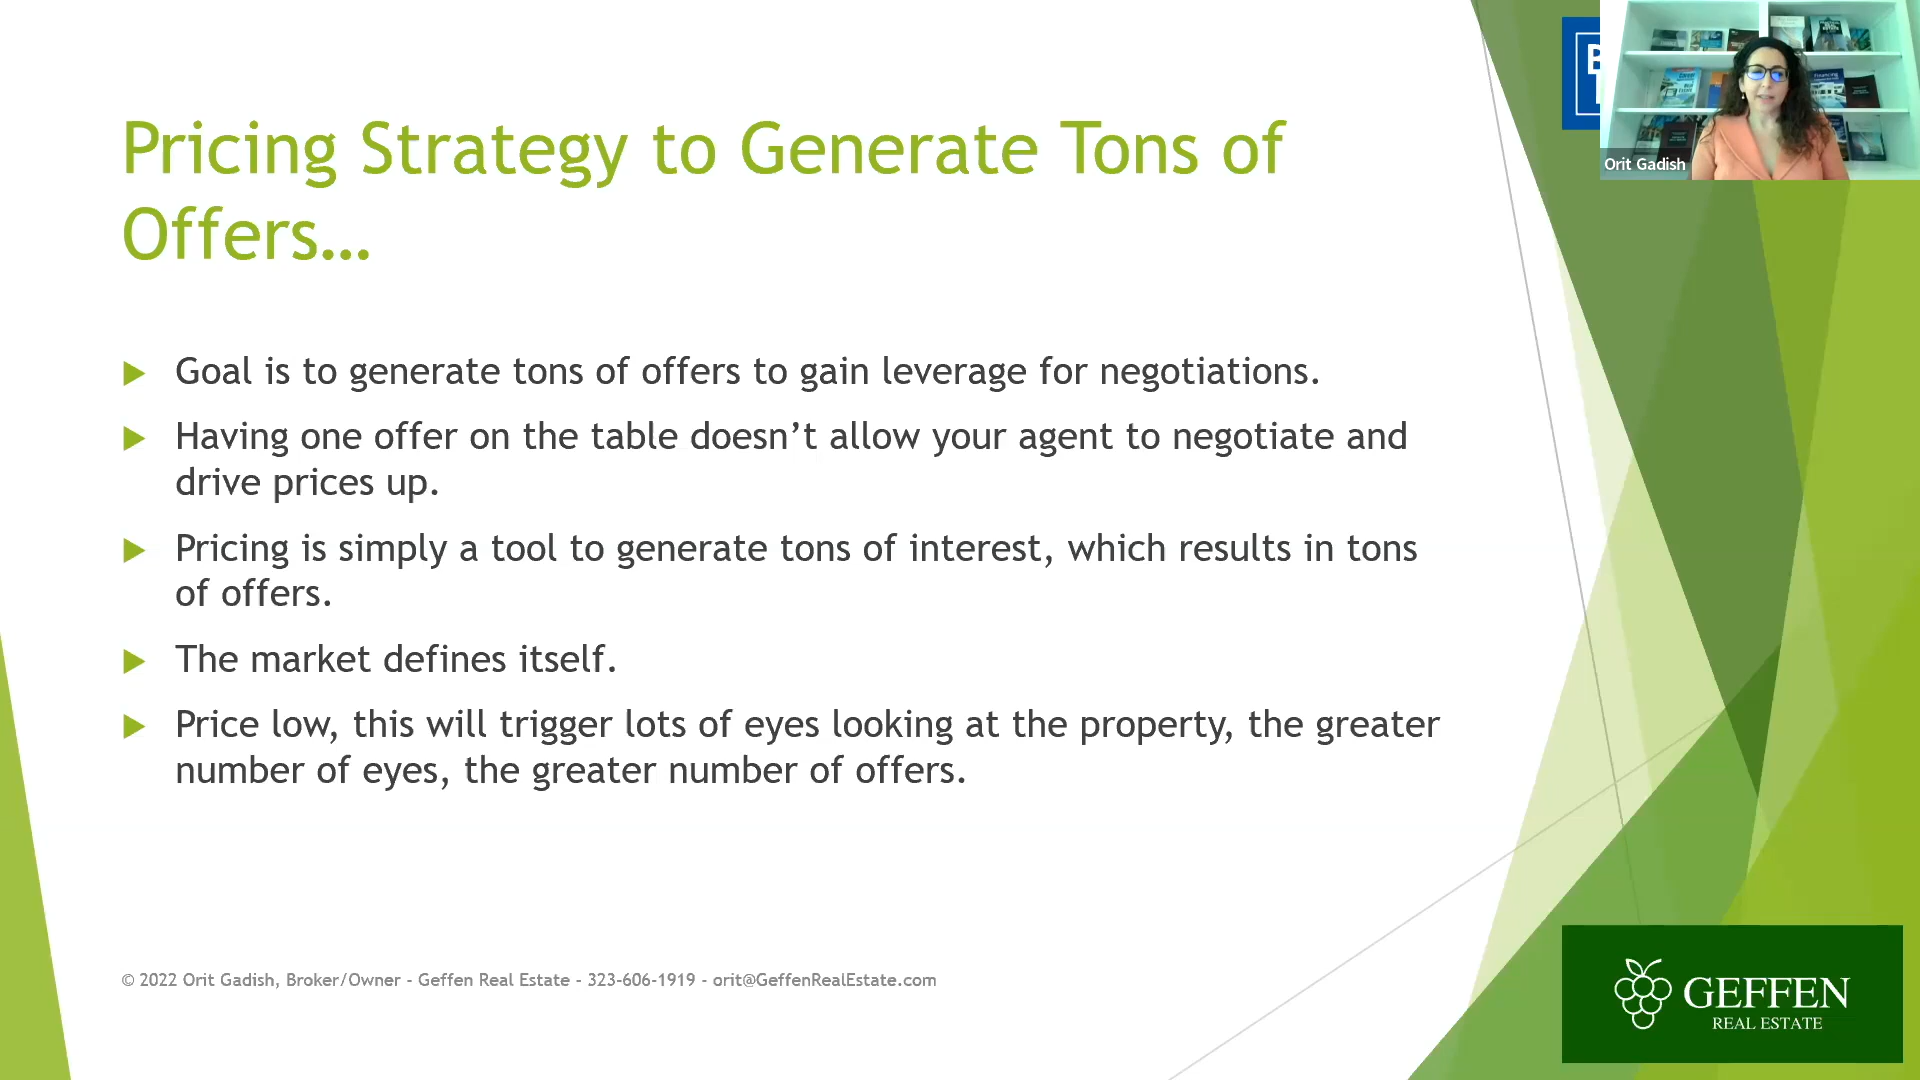 Pricing Strategy to Generate Tons of
Offers…
Goal is to generate tons of offers to gain leverage for negotiations.
Having one offer on the table doesn’t allow your agent to negotiate and
drive prices up.
Pricing is simply a tool to generate tons of interest, which results in tons
of offers.
The market defines itself.
Price low, this will trigger lots of eyes looking at the property, the greater
number of eyes, the greater number of offers.
© 2022 Orit Gadish, Broker/Owner - Geffen Real Estate - 323-606-1919 - orit@GeffenRealEstate.com
Orit Gadish
GEFFEN
REAL ESTATE